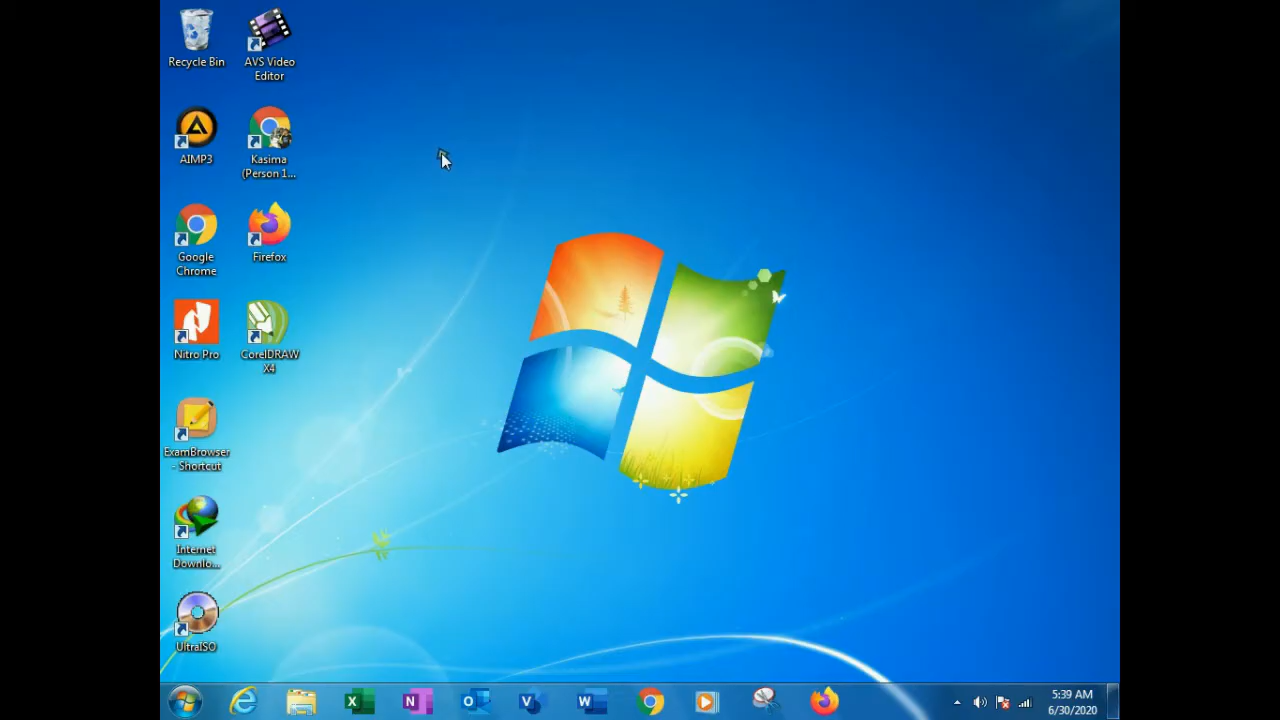 Recycle Bin
AVS Video
Editor
AIMP3
Kasima
(Person 1...
Google
Chrome
Firefox
Nitro Pro
CorelDRAW
X4
ExamBrowser
- Shortcut
Internet
Downlo...
UltraISO
5:39 AM
6/30/2020